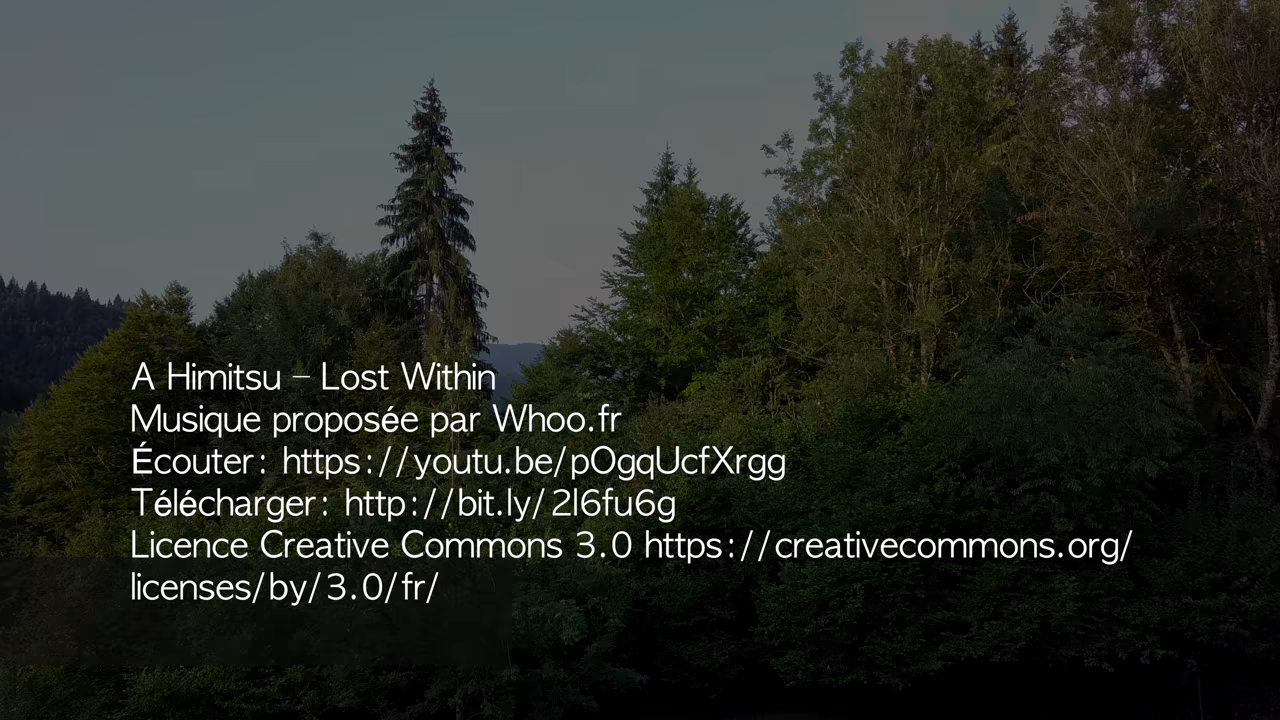 A Himitsu – Lost Within
Musique proposée par Whoo.fr
Écouter: https://youtu.be/pOgqUcfXrgg
Télécharger: http://bit.ly/2l6fu6g
Licence Creative Commons 3.0 https://creativecommons.org/
licenses/by/3.0/fr/